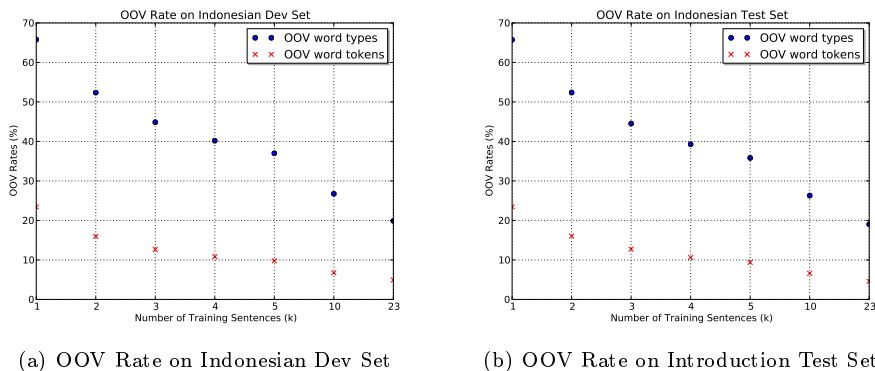 OOV Rate on Indonesian Dev Set
OOV word types
OOV word tokens
OOV Rates (%)
70
60
50
40
30
20
10
0
1 2 3 4 5 10 23
Number of Training Sentences (k)
(a) OOV Rate on Indonesian Dev Set
OOV Rate on Indonesian Test Set
OOV word types
OOV word tokens
OOV Rates (%)
70
60
50
40
30
20
10
0
1 2 3 4 5 10 23
Number of Training Sentences (k)
(b) OOV Rate on Introduction Test Set